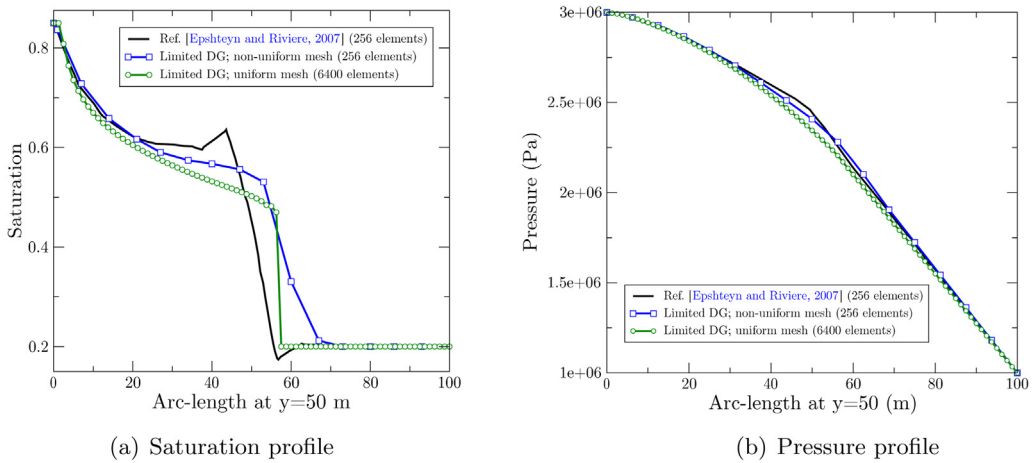 0.8
0.6
0.4
0.2
Saturation
Ref. [Epshteyn and Riviere, 2007] (256 elements)
Limited DG; non-uniform mesh (256 elements)
Limited DG; uniform mesh (6400 elements)
0 20 40 60 80 100
Arc-length at y=50 m
(a) Saturation profile
3e+06
2.5e+06
2e+06
1.5e+06
1e+06
Pressure (Pa)
Ref. [Epshteyn and Riviere, 2007] (256 elements)
Limited DG; non-uniform mesh (256 elements)
Limited DG; uniform mesh (6400 elements)
0 20 40 60 80 100
Arc-length at y=50 (m)
(b) Pressure profile